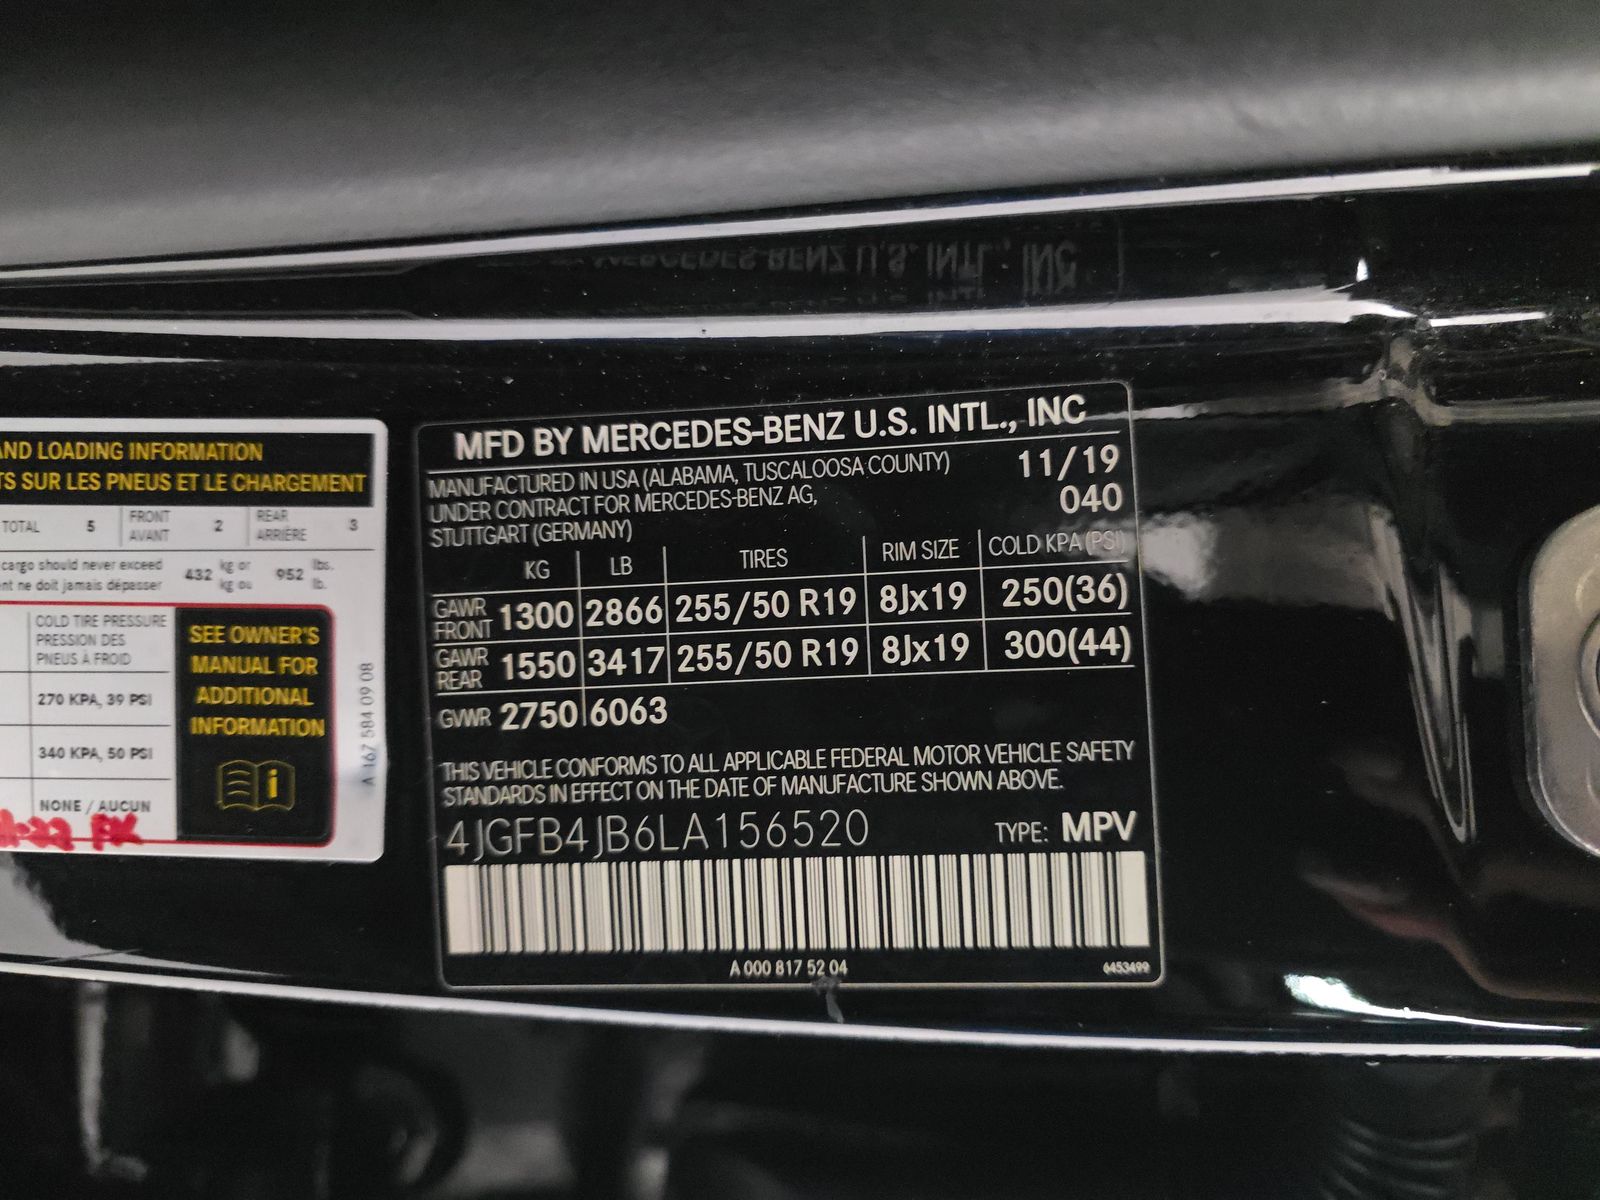 AND LOADING INFORMATION
TS SUR LES PNEUS ET LE CHARGEMENT
TOTAL 5 FRONT AVANT 2 REAR ARRIÈRE 3
cargo should never exceed
nt ne doit jamais dépasser
432 kg or kg ou 952 lbs. lb.
COLD TIRE PRESSURE
PRESSION DES
PNEUS À FROID
270 KPA, 39 PSI
340 KPA, 50 PSI
NONE / AUCUN
SEE OWNER'S
MANUAL FOR
ADDITIONAL
INFORMATION
A 167 584 09 08
MFD BY MERCEDES-BENZ U.S. INTL., INC
MANUFACTURED IN USA (ALABAMA, TUSCALOOSA COUNTY) 11/19
UNDER CONTRACT FOR MERCEDES-BENZ AG, 040
STUTTGART (GERMANY)
KG LB TIRES RIM SIZE COLD KPA (PSI)
GAWR FRONT 1300 2866 255/50 R19 8Jx19 250(36)
GAWR REAR 1550 3417 255/50 R19 8Jx19 300(44)
GVWR 2750 6063
THIS VEHICLE CONFORMS TO ALL APPLICABLE FEDERAL MOTOR VEHICLE SAFETY
STANDARDS IN EFFECT ON THE DATE OF MANUFACTURE SHOWN ABOVE.
4JGFB4JB6LA156520 TYPE: MPV
A 000 817 52 04 6453499